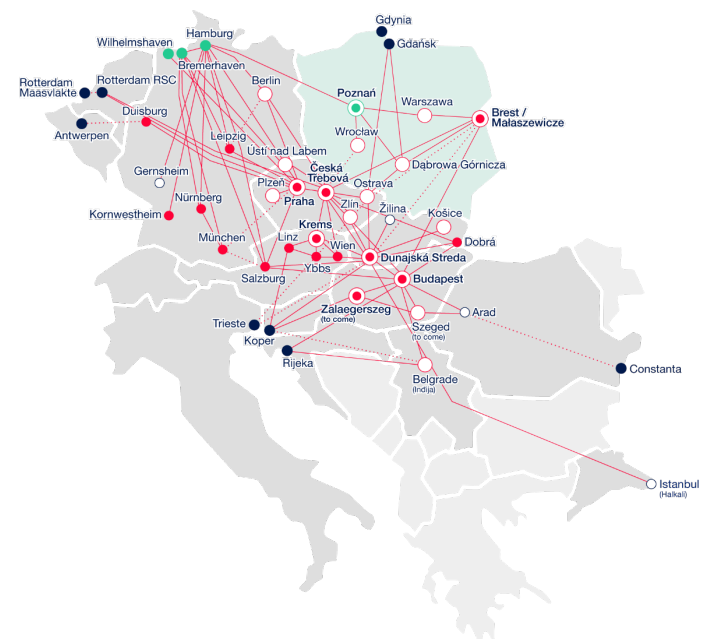 Gdynia
Gdańsk
Hamburg
Wilhelmshaven
Bremerhaven
Berlin
Rotterdam
Maasvlakte
Rotterdam RSC
Poznań
Warszawa
Brest /
Małaszewicze
Duisburg
Antwerpen
Leipzig
Wrocław
Ústí nad Labem
Dąbrowa Górnicza
Česká
Třebová
Gernsheim
Plzeň
Praha
Ostrava
Nürnberg
Zlín
Žilina
Košice
Kornwestheim
Krems
München
Linz
Wien
Dobrá
Dunajská Streda
Salzburg
Ybbs
Budapest
Zalaegerszeg
(to come)
Arad
Trieste
Koper
Szeged
(to come)
Rijeka
Constanta
Belgrade
(Inđija)
Istanbul
(Halkali)